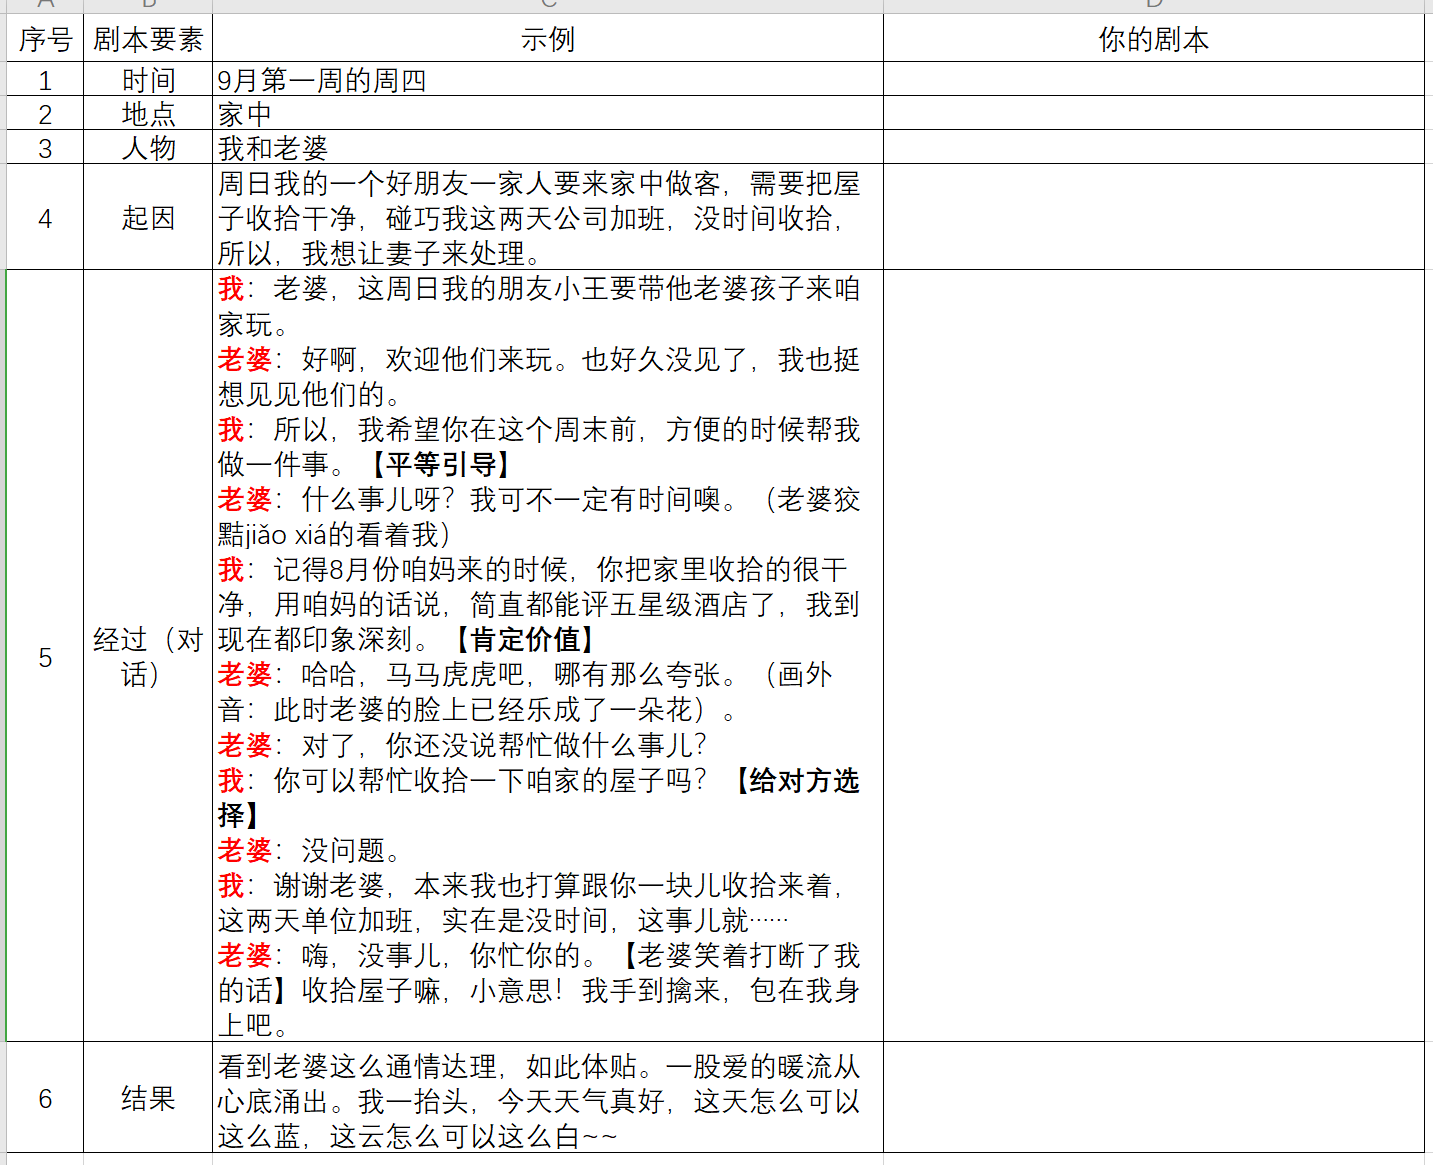 A B C D
序号 剧本要素 示例 你的剧本
1 时间 9月第一周的周四
2 地点 家中
3 人物 我和老婆
周日我的一个好朋友一家人要来家中做客，需要把屋
4 起因 子收拾干净，碰巧我这两天公司加班，没时间收拾，
所以，我想让妻子来处理。
我：老婆，这周日我的朋友小王要带他老婆孩子来咱
家玩。
老婆：好啊，欢迎他们来玩。也好久没见了，我也挺
想见见他们的。
我：所以，我希望你在这个周末前，方便的时候帮我
做一件事。【平等引导】
老婆：什么事儿呀？我可不一定有时间噢。（老婆狡
黠jiǎo xiá的看着我）
我：记得8月份咱妈来的时候，你把家里收拾的很干
净，用咱妈的话说，简直都能评五星级酒店了，我到
5 经过（对话） 现在都印象深刻。【肯定价值】
老婆：哈哈，马马虎虎吧，哪有那么夸张。（画外
音：此时老婆的脸上已经乐成了一朵花）。
老婆：对了，你还没说帮忙做什么事儿？
我：你可以帮忙收拾一下咱家的屋子吗？【给对方选
择】
老婆：没问题。
我：谢谢老婆，本来我也打算跟你一块儿收拾来着，
这两天单位加班，实在是没时间，这事儿就……
老婆：嗨，没事儿，你忙你的。【老婆笑着打断了我
的话】收拾屋子嘛，小意思！我手到擒来，包在我身
上吧。
看到老婆这么通情达理，如此体贴。一股爱的暖流从
6 结果 心底涌出。我一抬头，今天天气真好，这天怎么可以
这么蓝，这云怎么可以这么白~~